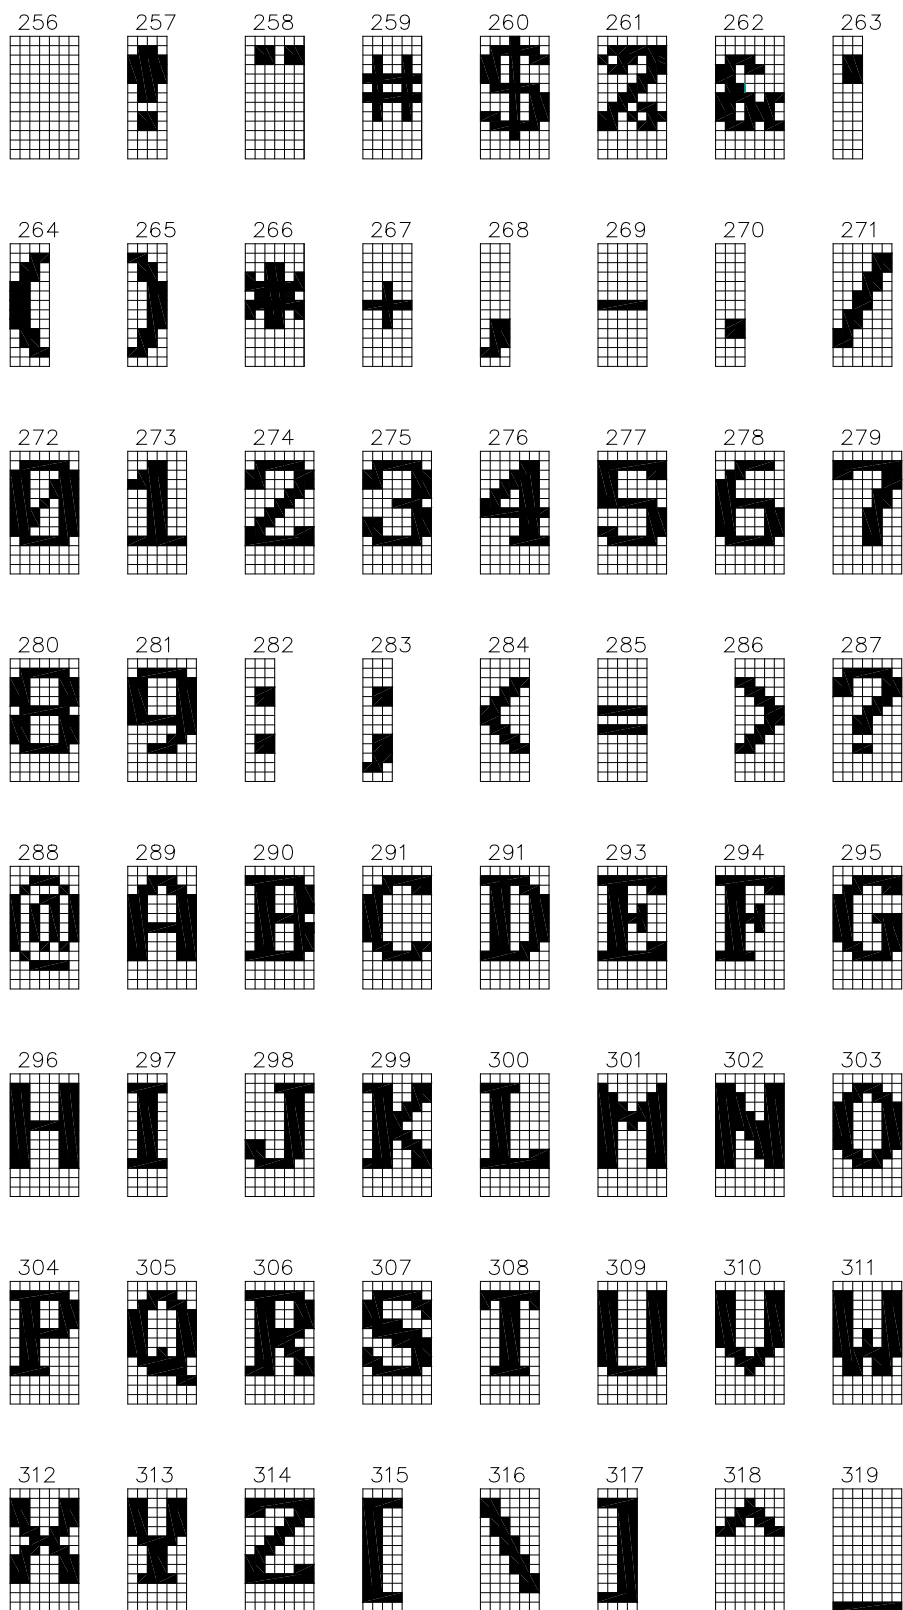 256 257 258 259 260 261 262 263
! " # $ % & '
264 265 266 267 268 269 270 271
( ) * + , - . /
272 273 274 275 276 277 278 279
0 1 2 3 4 5 6 7
280 281 282 283 284 285 286 287
8 9 : ; < = > ?
288 289 290 291 291 293 294 295
@ A B C D E F G
296 297 298 299 300 301 302 303
H I J K L M N O
304 305 306 307 308 309 310 311
P Q R S T U V W
312 313 314 315 316 317 318 319
X Y Z [ \ ] ^ _